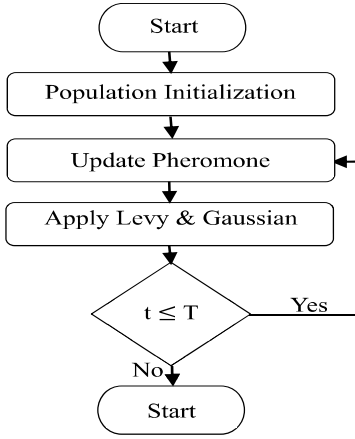 Start
Population Initialization
Update Pheromone
Apply Levy & Gaussian
t ≤ T
Yes
No
Start